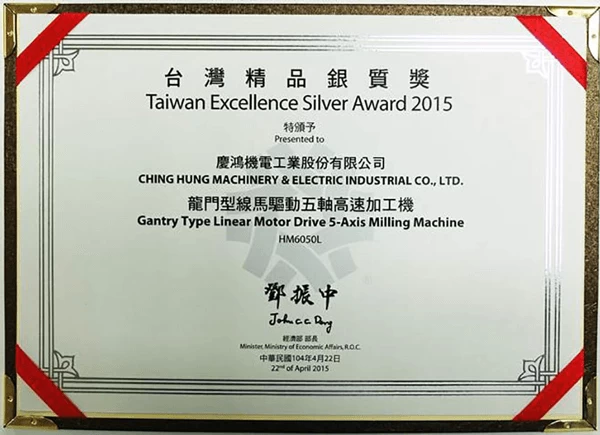 台灣精品銀質獎
Taiwan Excellence Silver Award 2015
特頒予
Presented to
慶鴻機電工業股份有限公司
CHING HUNG MACHINERY & ELECTRIC INDUSTRIAL CO., LTD.
龍門型線馬驅動五軸高速加工機
Gantry Type Linear Motor Drive 5-Axis Milling Machine
HM6050L
鄧振中
John C.C. Deng
經濟部 部長
Minister, Ministry of Economic Affairs, R.O.C.
中華民國104年4月22日
22nd of April 2015